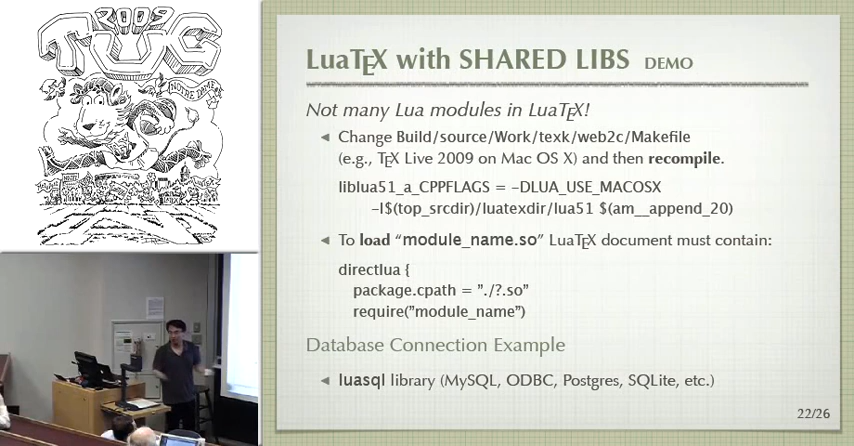 2009
TUG
NOTRE DAME
LuaTEX with SHARED LIBS DEMO
Not many Lua modules in LuaTEX!
Change Build/source/Work/texk/web2c/Makefile
(e.g., TEX Live 2009 on Mac OS X) and then recompile.
liblua51_a_CPPFLAGS = –DLUA_USE_MACOSX
–I$(top_srcdir)/luatexdir/lua51 $(am__append_20)
To load “module_name.so” LuaTEX document must contain:
directlua {
package.cpath = ”./?.so”
require(”module_name”)
Database Connection Example
luasql library (MySQL, ODBC, Postgres, SQLite, etc.)
22/26